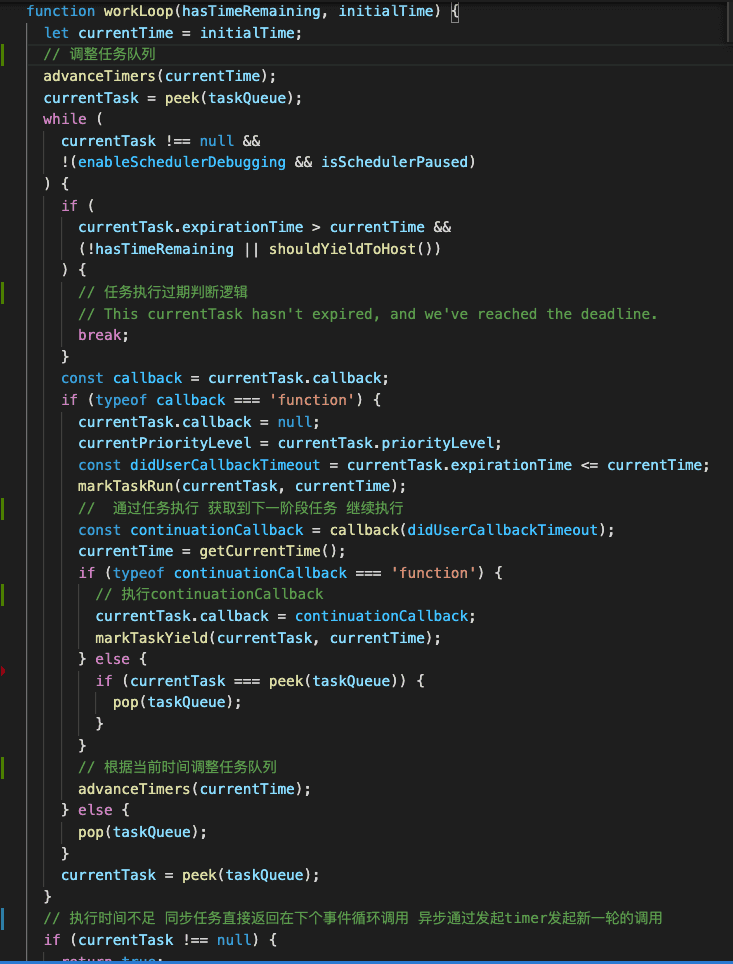 function workLoop(hasTimeRemaining, initialTime) {
let currentTime = initialTime;
// 调整任务队列
advanceTimers(currentTime);
currentTask = peek(taskQueue);
while (
currentTask !== null &&
!(enableSchedulerDebugging && isSchedulerPaused)
) {
if (
currentTask.expirationTime > currentTime &&
(!hasTimeRemaining || shouldYieldToHost())
) {
// 任务执行过期判断逻辑
// This currentTask hasn't expired, and we've reached the deadline.
break;
}
const callback = currentTask.callback;
if (typeof callback === 'function') {
currentTask.callback = null;
currentPriorityLevel = currentTask.priorityLevel;
const didUserCallbackTimeout = currentTask.expirationTime <= currentTime;
markTaskRun(currentTask, currentTime);
//  通过任务执行 获取到下一阶段任务 继续执行
const continuationCallback = callback(didUserCallbackTimeout);
currentTime = getCurrentTime();
if (typeof continuationCallback === 'function') {
// 执行continuationCallback
currentTask.callback = continuationCallback;
markTaskYield(currentTask, currentTime);
} else {
if (currentTask === peek(taskQueue)) {
pop(taskQueue);
}
}
// 根据当前时间调整任务队列
advanceTimers(currentTime);
} else {
pop(taskQueue);
}
currentTask = peek(taskQueue);
}
// 执行时间不足 同步任务直接返回在下个事件循环调用 异步通过发起timer发起新一轮的调用
if (currentTask !== null) {
return true;